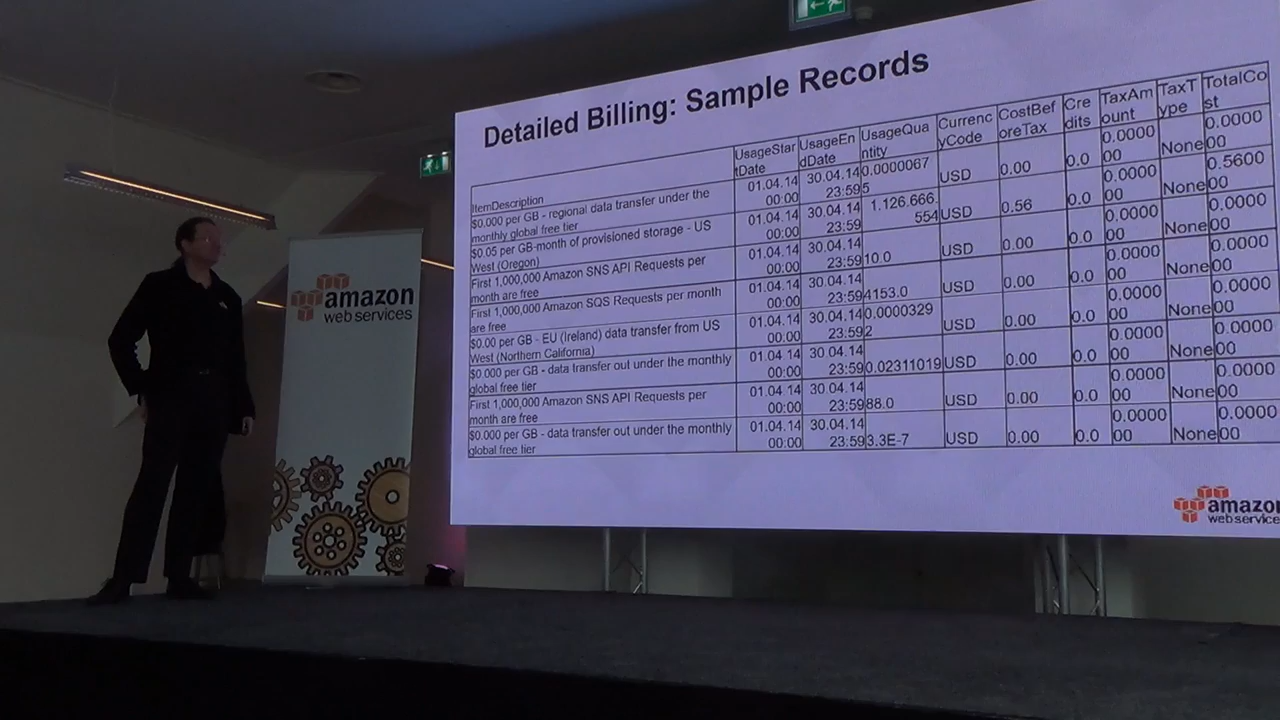 Detailed Billing: Sample Records
ItemDescription UsageStartDate UsageEndDate UsageQuantity CurrencyCode CostBeforeTax Credits TaxAmount TaxType TotalCost
$0.000 per GB - regional data transfer under the monthly global free tier 01.04.14 00:00 30.04.14 23:59 0.00000675 USD 0.00 0.0 0.000000 None 0.000000
$0.05 per GB-month of provisioned storage - US West (Oregon) 01.04.14 00:00 30.04.14 23:59 1.126.666.554 USD 0.56 0.0 0.000000 None 0.560000
First 1,000,000 Amazon SNS API Requests per month are free 01.04.14 00:00 30.04.14 23:59 10.0 USD 0.00 0.0 0.000000 None 0.000000
First 1,000,000 Amazon SQS Requests per month are free 01.04.14 00:00 30.04.14 23:59 4153.0 USD 0.00 0.0 0.000000 None 0.000000
$0.00 per GB - EU (Ireland) data transfer from US West (Northern California) 01.04.14 00:00 30.04.14 23:59 0.00003292 USD 0.00 0.0 0.000000 None 0.000000
$0.000 per GB - data transfer out under the monthly global free tier 01.04.14 00:00 30.04.14 23:59 0.02311019 USD 0.00 0.0 0.000000 None 0.000000
First 1,000,000 Amazon SNS API Requests per month are free 01.04.14 00:00 30.04.14 23:59 88.0 USD 0.00 0.0 0.000000 None 0.000000
$0.000 per GB - data transfer out under the monthly global free tier 01.04.14 00:00 30.04.14 23:59 3.3E-7 USD 0.00 0.0 0.000000 None 0.000000
amazon
web services
amazon
web services